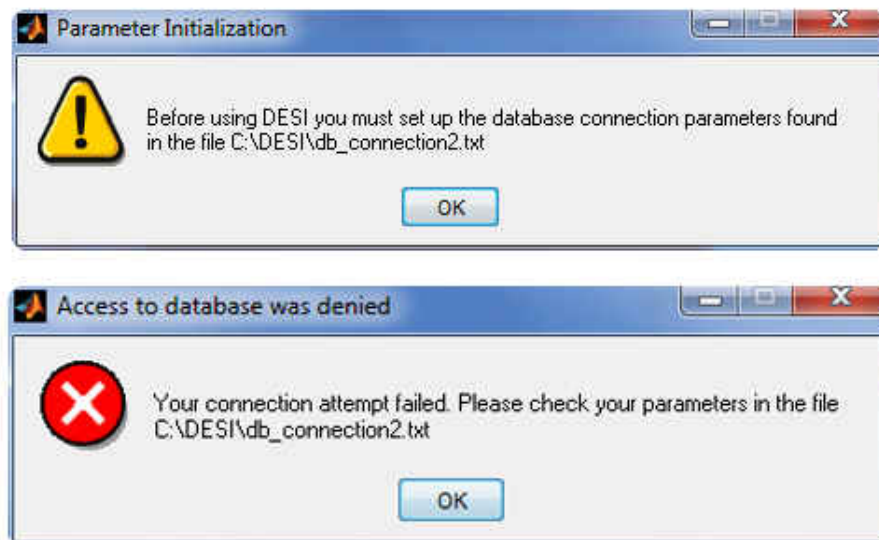 Parameter Initialization
Before using DESI you must set up the database connection parameters found
in the file C:\DESI\db_connection2.txt
OK
Access to database was denied
Your connection attempt failed. Please check your parameters in the file
C:\DESI\db_connection2.txt
OK